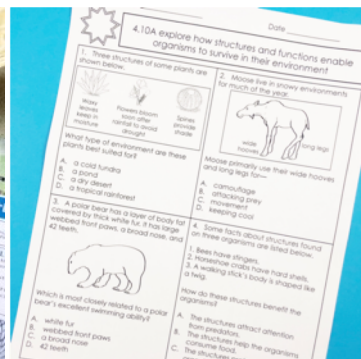 Date
4.10A explore how structures and functions enable
organisms to survive in their environment
1. Three structures of some plants are
shown below.
Waxy
leaves
keep in
moisture
Flowers bloom
soon after
rainfall to avoid
drought
Spines
provide
shade
What type of environment are these
plants best suited for?
A. a cold tundra
B. a pond
C. a dry desert
D. a tropical rainforest
2. Moose live in snowy environments
for much of the year.
wide
hooves
long legs
Moose primarily use their wide hooves
and long legs for—
A. camouflage
B. attacking prey
C. movement
D. keeping cool
3. A polar bear has a layer of body fat
covered by thick white fur. It has large
webbed front paws, a broad nose, and
42 teeth.
Which is most closely related to a polar
bear's excellent swimming ability?
A. white fur
B. webbed front paws
C. a broad nose
D. 42 teeth
4. Some facts about structures found
on three organisms are listed below.
1. Bees have stingers.
2. Horseshoe crabs have hard shells.
3. A walking stick's body is shaped like
a twig.
How do these structures benefit the
organisms?
A. The structures attract attention
from predators.
B. The structures help the organisms
consume food.
C. The structures